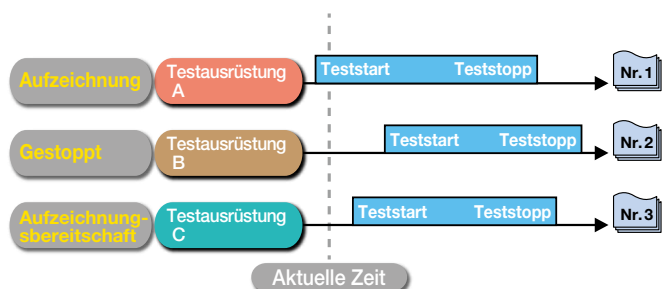 Aufzeichnung
Testausrüstung
A
Teststart Teststopp
Nr.1
Gestoppt
Testausrüstung
B
Teststart Teststopp
Nr.2
Aufzeichnung-
sbereitschaft
Testausrüstung
C
Teststart Teststopp
Nr.3
Aktuelle Zeit